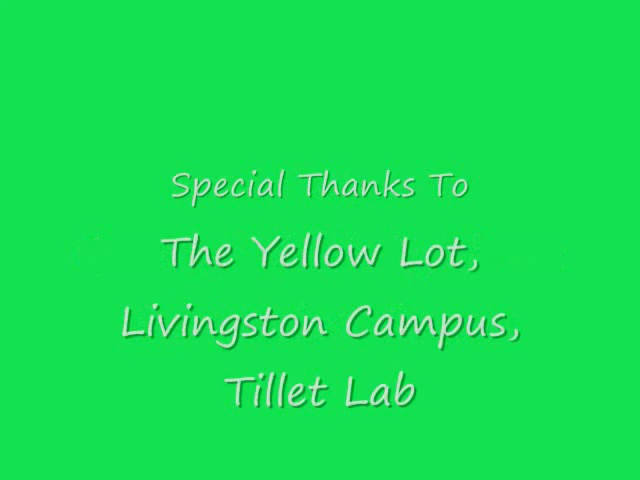 Special Thanks To
The Yellow Lot,
Livingston Campus,
Tillet Lab